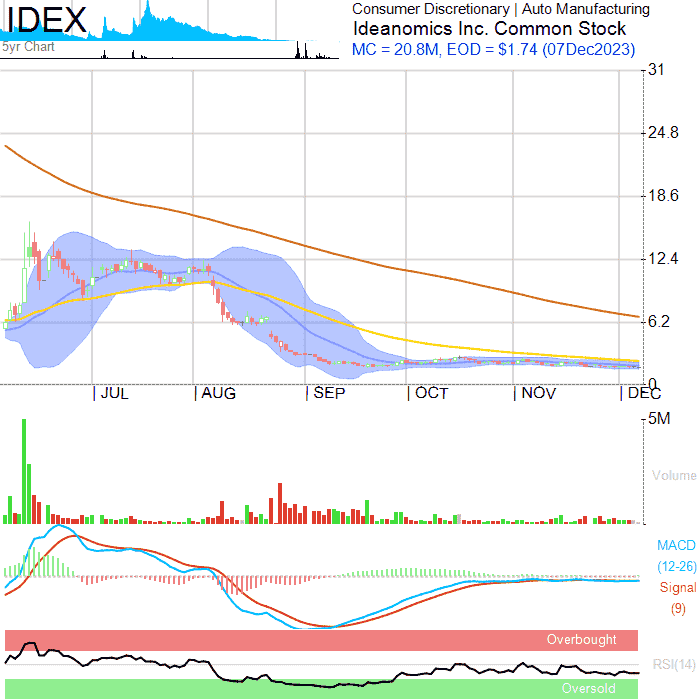 IDEX
5yr Chart
Consumer Discretionary | Auto Manufacturing
Ideanomics Inc. Common Stock
MC = 20.8M, EOD = $1.74 (07Dec2023)
31
24.8
18.6
12.4
6.2
0
JUL
AUG
SEP
OCT
NOV
DEC
5M
Volume
MACD
(12-26)
Signal
(9)
Overbought
RSI(14)
Oversold